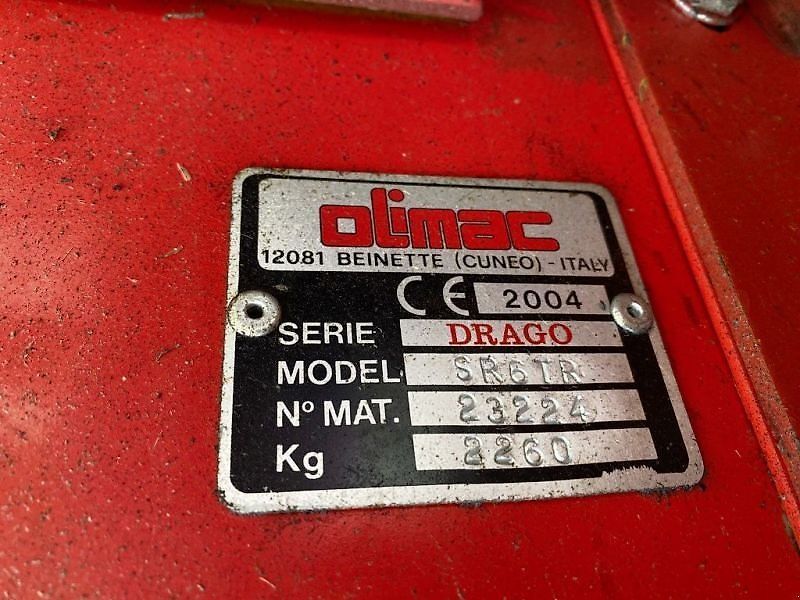 olimac
12081 BEINETTE (CUNEO) - ITALY
CE 2004
SERIE DRAGO
MODEL SR6TR
N° MAT. 23224
Kg 2260